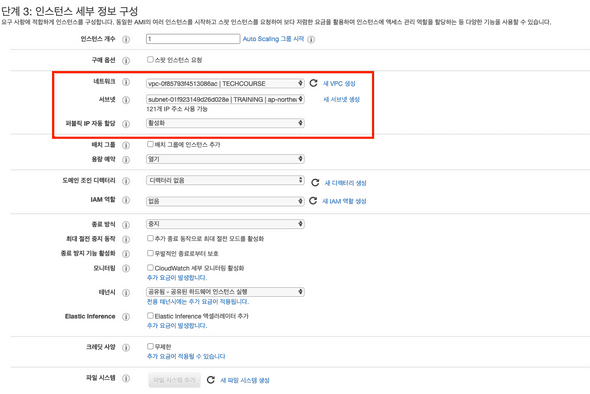 단계 3: 인스턴스 세부 정보 구성
요구 사항에 적합하게 인스턴스를 구성합니다. 동일한 AMI의 여러 인스턴스를 시작하고 스팟 인스턴스를 요청하여 보다 저렴한 요금을 활용하며 인스턴스에 액세스 관리 역할을 할당하는 등 다양한 기능을 사용할 수 있습니다.
인스턴스 개수 1 Auto Scaling 그룹 시작
구매 옵션 스팟 인스턴스 요청
네트워크 vpc-0f85793f4513086ac | TECHCOURSE 새 VPC 생성
서브넷 subnet-01f923149d26d028e | TRAINING | ap-northea 새 서브넷 생성
121개 IP 주소 사용 가능
퍼블릭 IP 자동 할당 활성화
배치 그룹 배치 그룹에 인스턴스 추가
용량 예약 열기
도메인 조인 디렉터리 디렉터리 없음 새 디렉터리 생성
IAM 역할 없음 새 IAM 역할 생성
종료 방식 중지
최대 절전 중지 동작 추가 종료 동작으로 최대 절전 모드를 활성화
종료 방지 기능 활성화 우발적인 종료로부터 보호
모니터링 CloudWatch 세부 모니터링 활성화
추가 요금이 발생합니다.
테넌시 공유됨 - 공유된 하드웨어 인스턴스 실행
전용 테넌시에는 추가 요금이 적용됩니다.
Elastic Inference Elastic Inference 액셀러레이터 추가
추가 요금이 발생합니다.
크레딧 사양 무제한
추가 요금이 적용될 수 있습니다
파일 시스템 파일 시스템 추가 새 파일 시스템 생성